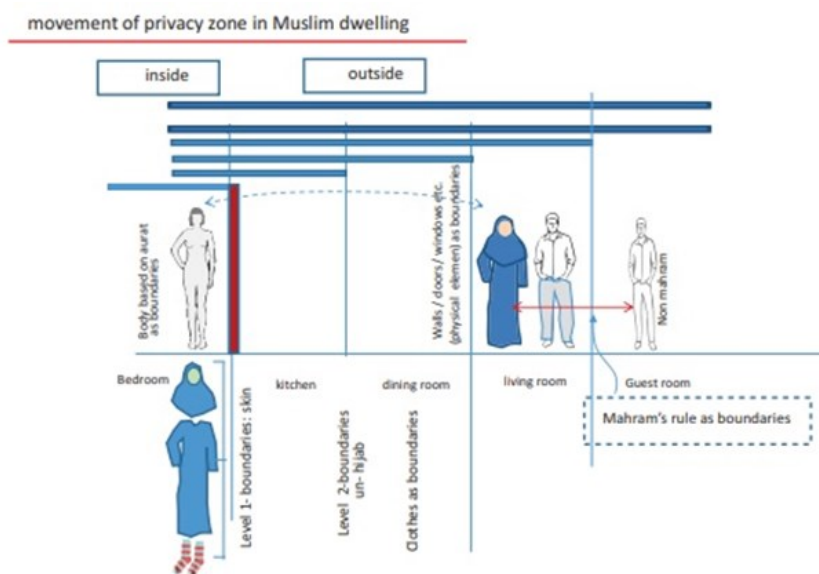 movement of privacy zone in Muslim dwelling
inside
outside
Body based on aurat
as boundaries
Walls / doors/ windows etc.
(physical elemen) as boundaries
Non mahram
Bedroom
kitchen
dining room
living room
Guest room
Mahram's rule as boundaries
Level 1- boundaries: skin
Level 2-boundaries
un- hijab
Clothes as boundaries